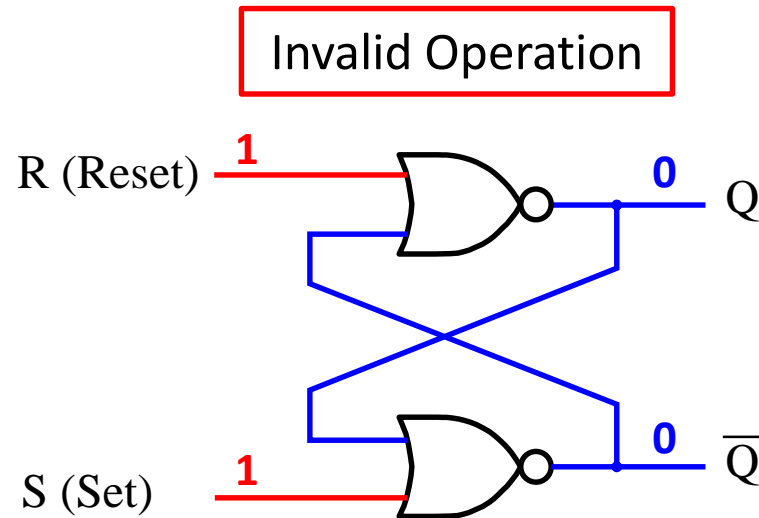 Invalid Operation
R (Reset) 1
0 Q
0 Q̅
S (Set) 1